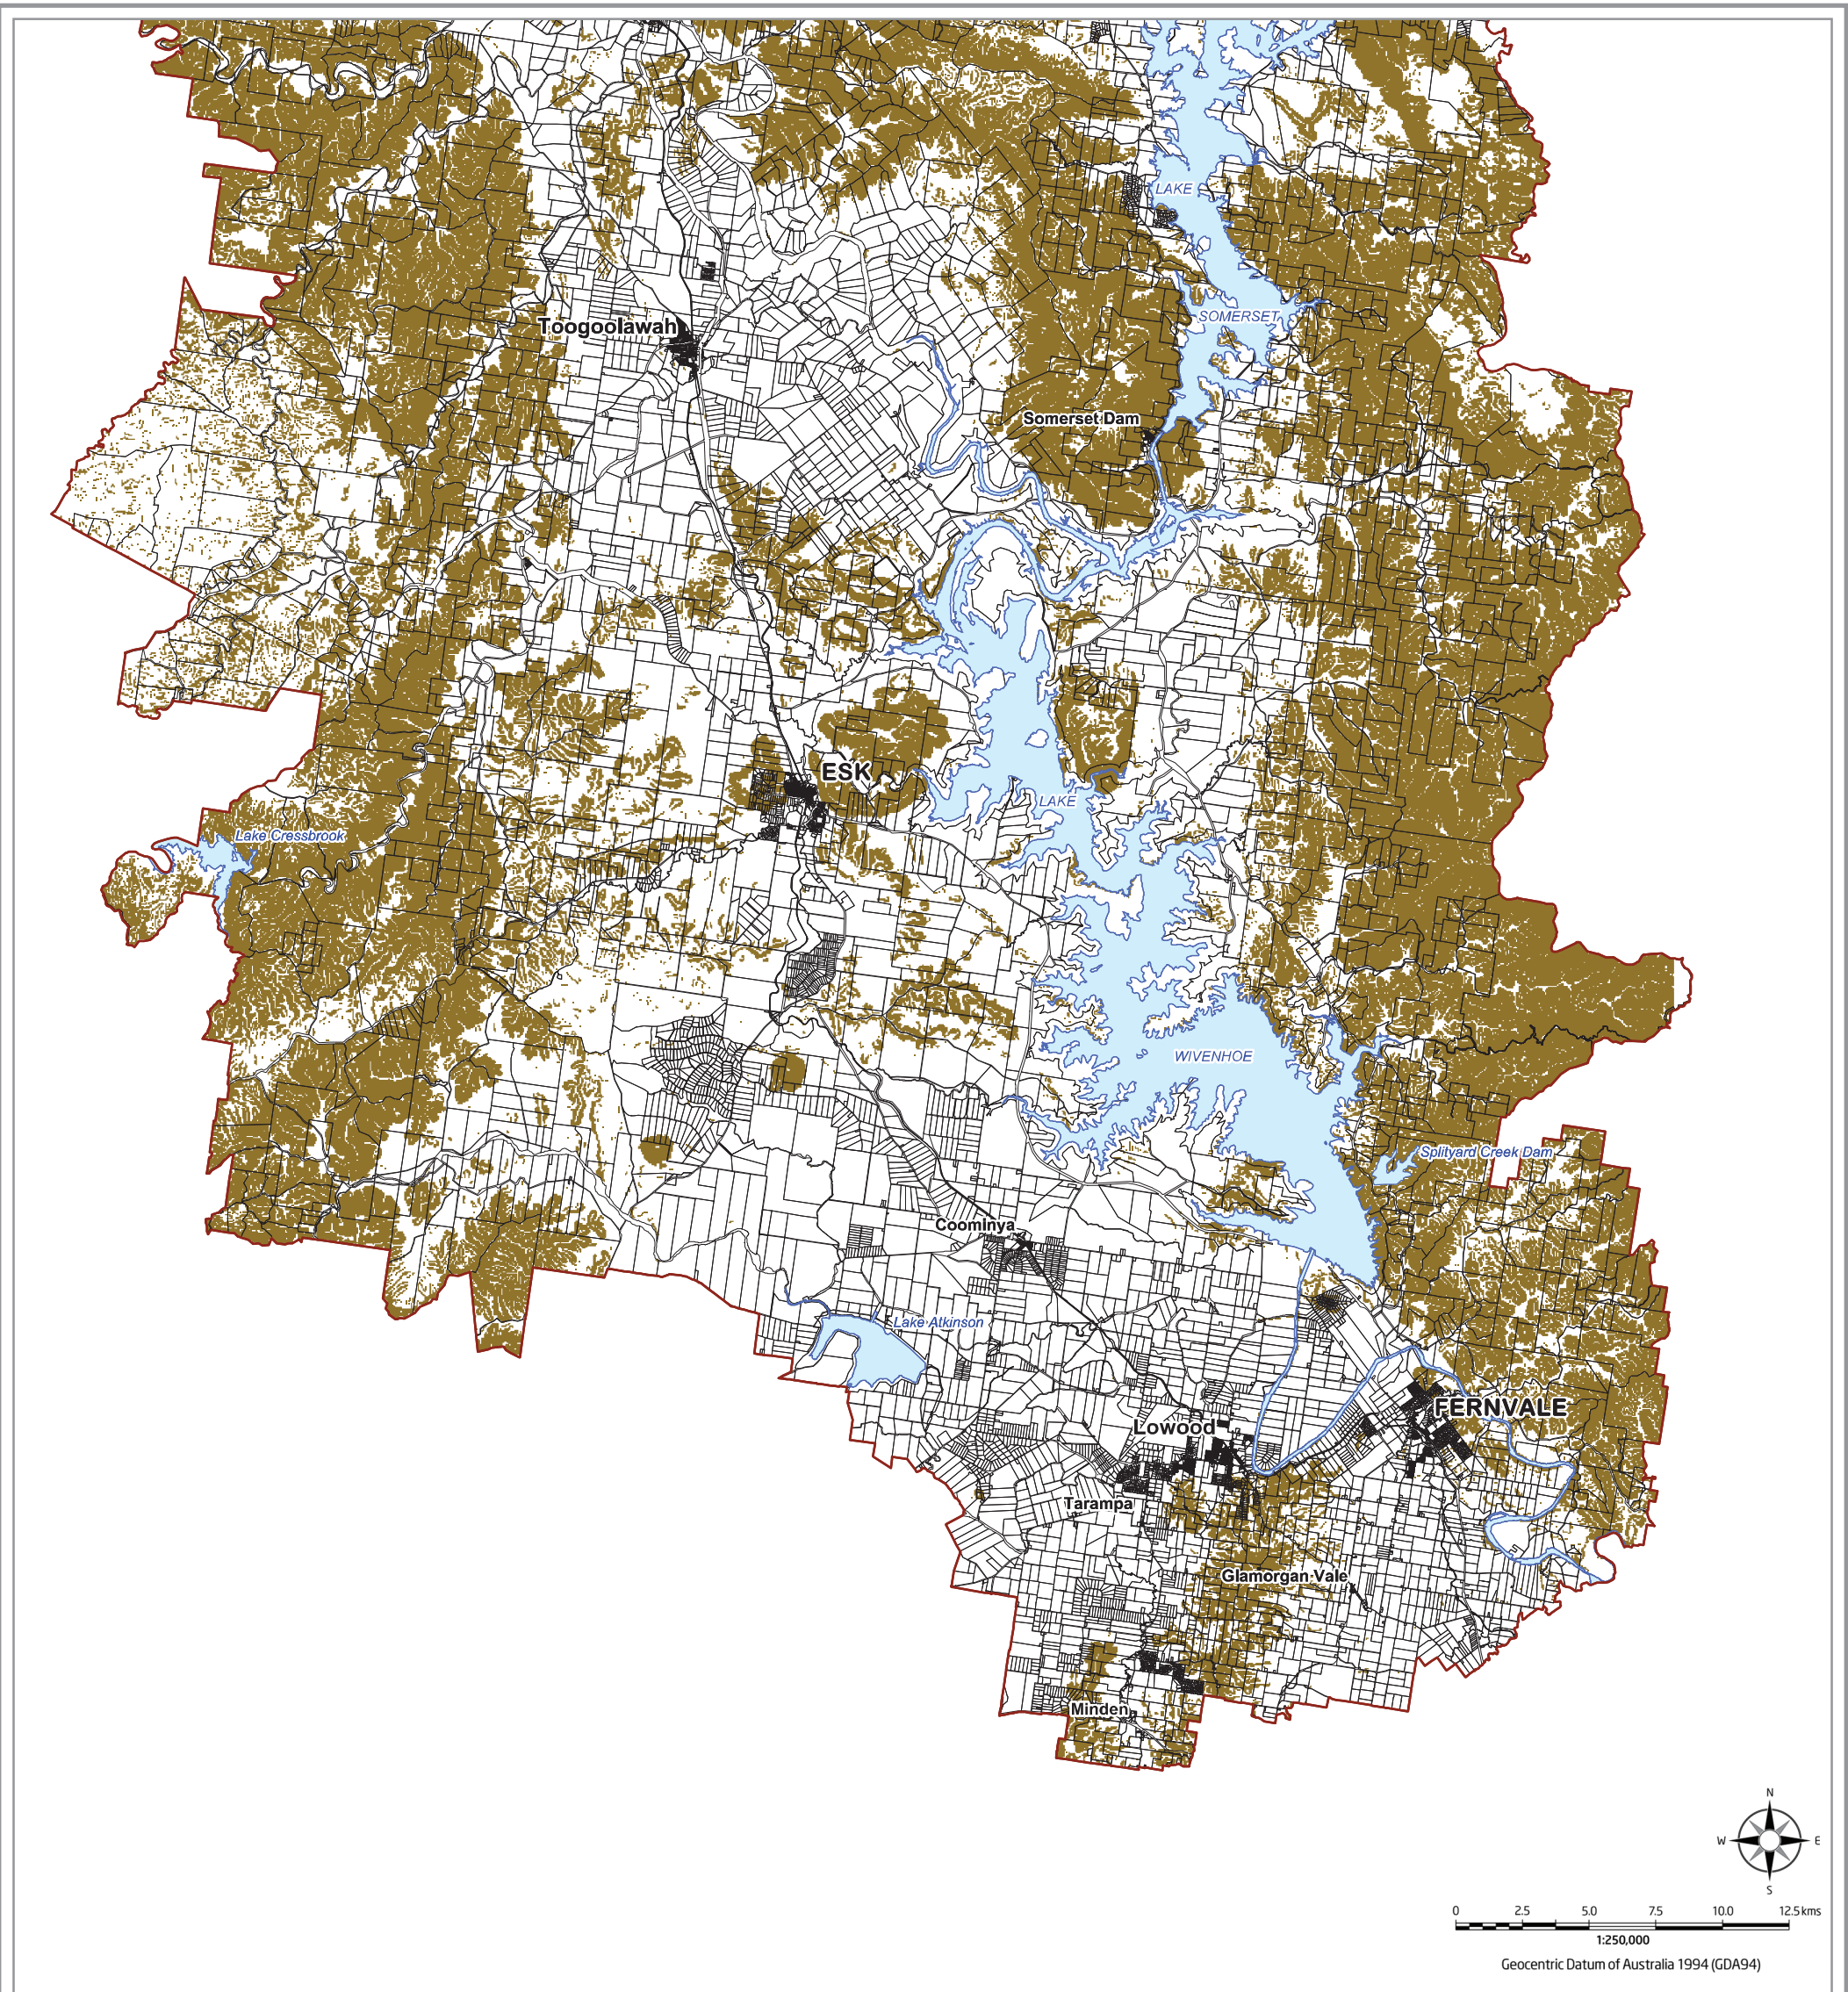 LAKE
SOMERSET
Toogoolawah
Somerset Dam
ESK
LAKE
Lake Cressbrook
WIVENHOE
Splityard Creek Dam
Coominya
Lake Atkinson
FERNVALE
Lowood
Tarampa
Glamorgan Vale
Minden
N
W E
S
0 2.5 5.0 7.5 10.0 12.5 kms
1:250,000
Geocentric Datum of Australia 1994 (GDA94)